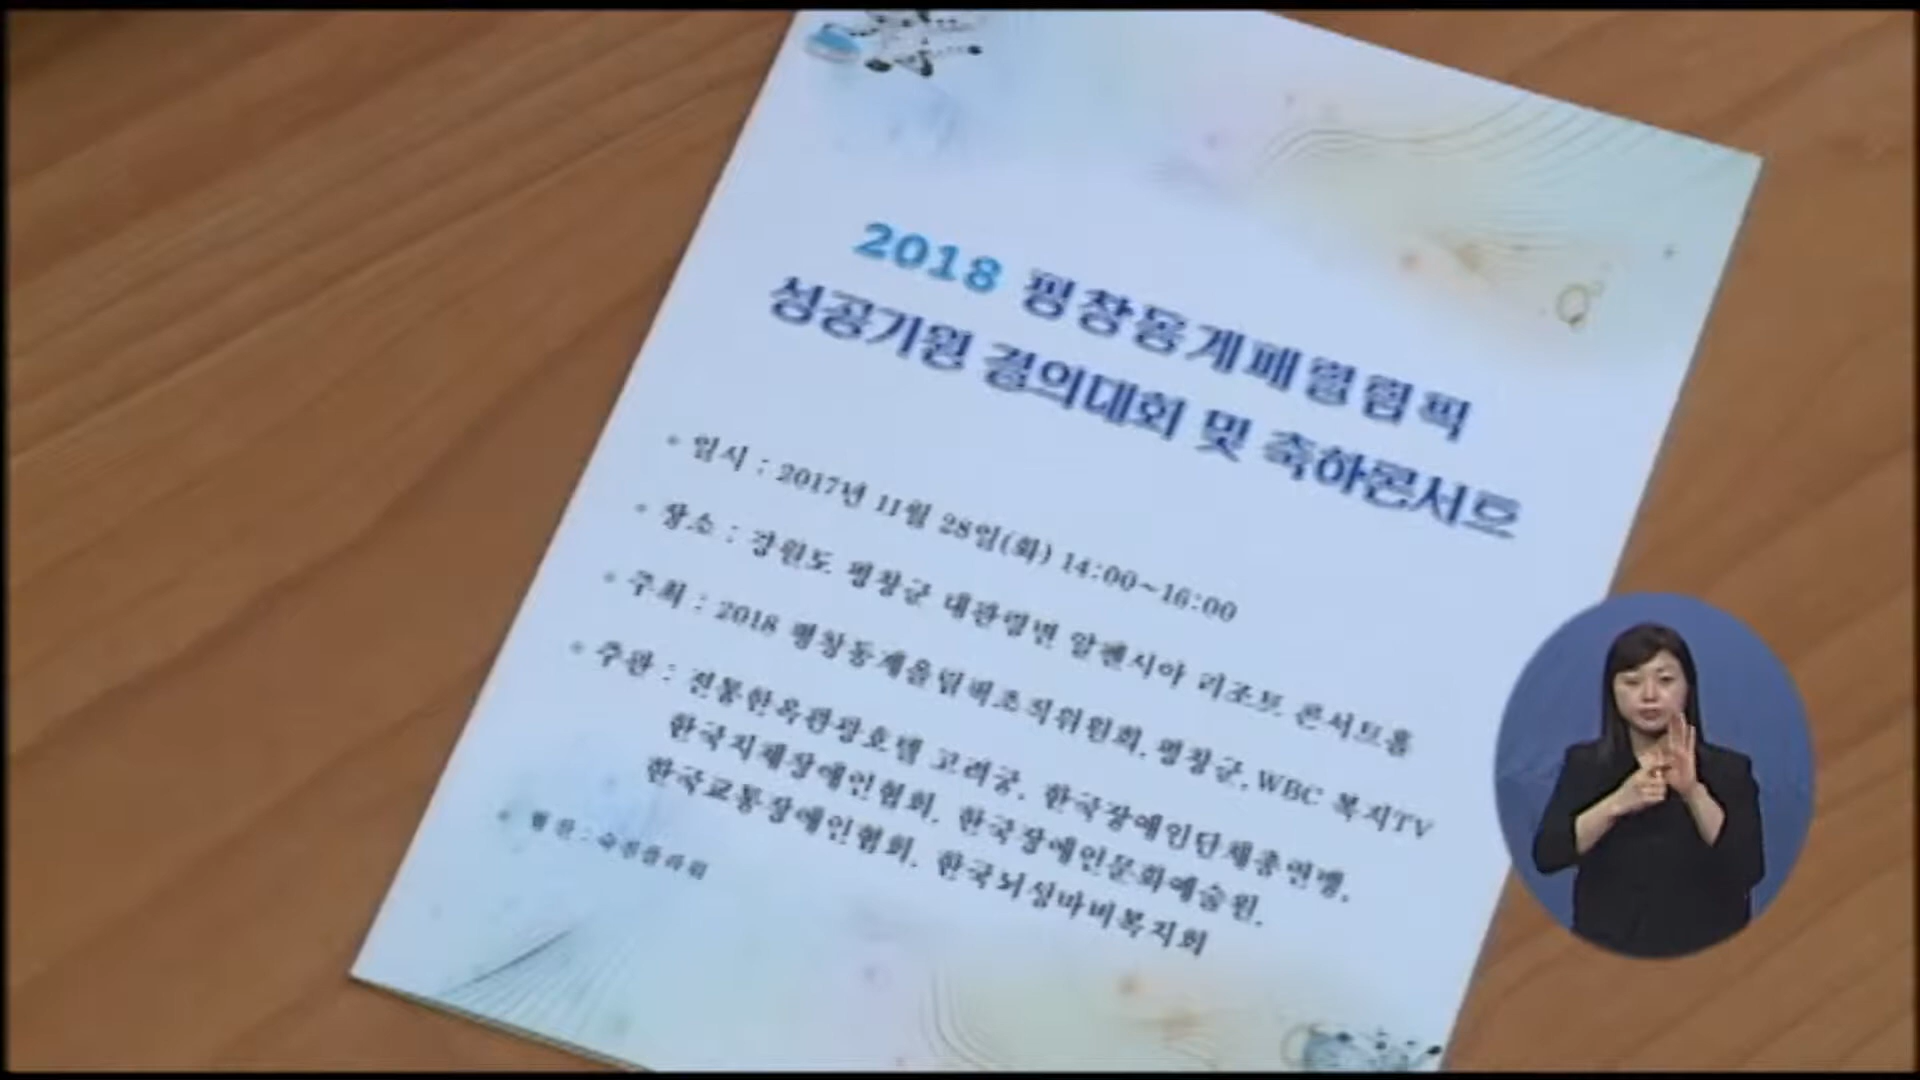 2018 평창동계패럴림픽
성공기원 결의대회 및 축하콘서트
일시 : 2017년 11월 28일(화) 14:00~16:00
장소 : 강원도 평창군 대관령면 알펜시아 리조트 콘서트홀
주최 : 2018 평창동계올림픽조직위원회, 평창군, WBC 복지TV
주관 : 전통한옥관광호텔 고려궁, 한국장애인단체총연맹,
한국지체장애인협회, 한국장애인문화예술원,
한국교통장애인협회, 한국뇌성마비복지회